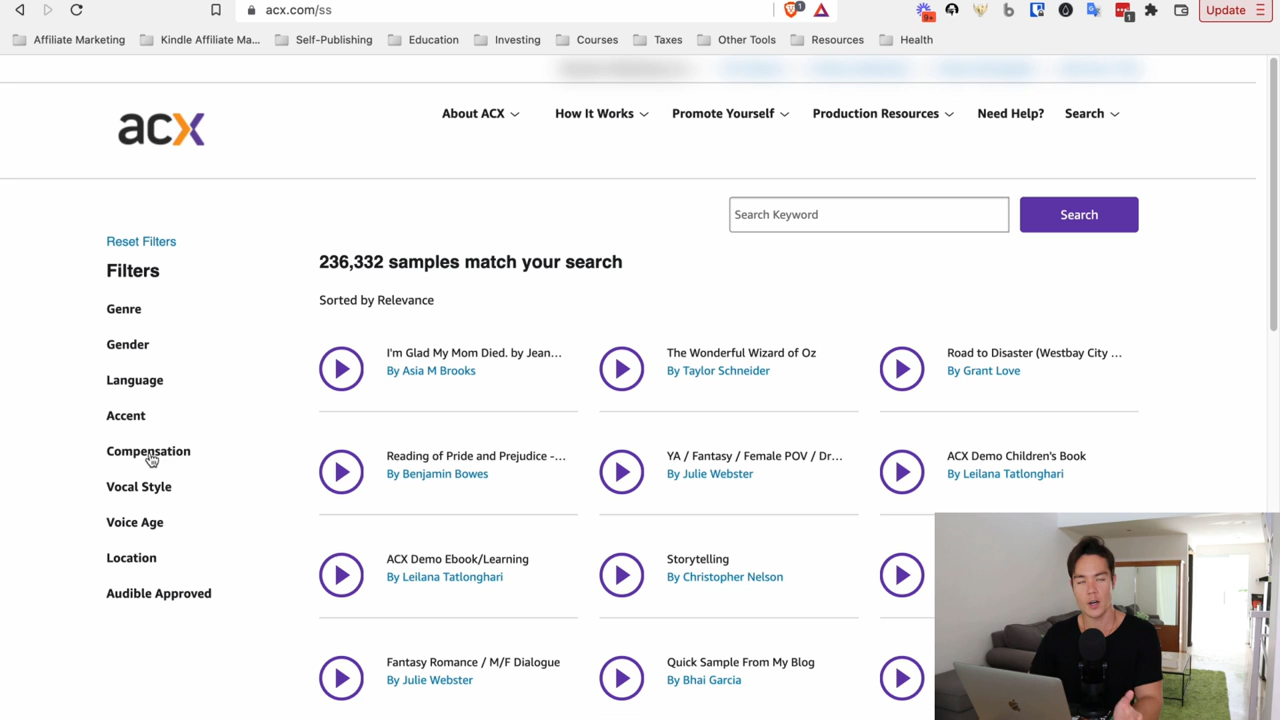 acx.com/ss
9+
1
1
Update
Affiliate Marketing
Kindle Affiliate Ma...
Self-Publishing
Education
Investing
Courses
Taxes
Other Tools
Resources
Health
acx
About ACX
How It Works
Promote Yourself
Production Resources
Need Help?
Search
Search Keyword
Search
Reset Filters
Filters
Genre
Gender
Language
Accent
Compensation
Vocal Style
Voice Age
Location
Audible Approved
236,332 samples match your search
Sorted by Relevance
I'm Glad My Mom Died. by Jean...
By Asia M Brooks
The Wonderful Wizard of Oz
By Taylor Schneider
Road to Disaster (Westbay City ...
By Grant Love
Reading of Pride and Prejudice -...
By Benjamin Bowes
YA / Fantasy / Female POV / Dr...
By Julie Webster
ACX Demo Children's Book
By Leilana Tatlonghari
ACX Demo Ebook/Learning
By Leilana Tatlonghari
Storytelling
By Christopher Nelson
Fantasy Romance / M/F Dialogue
By Julie Webster
Quick Sample From My Blog
By Bhai Garcia